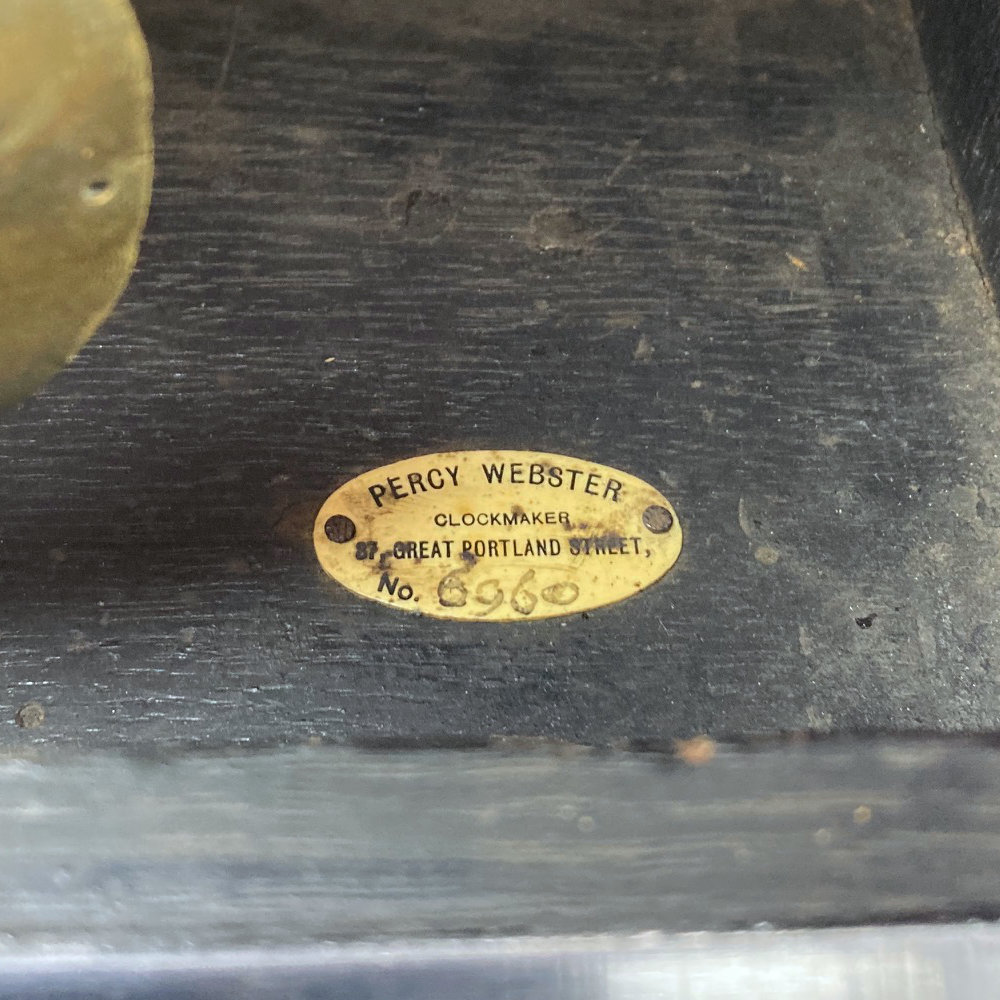 PERCY WEBSTER
CLOCKMAKER
37, GREAT PORTLAND STREET,
No. 6960